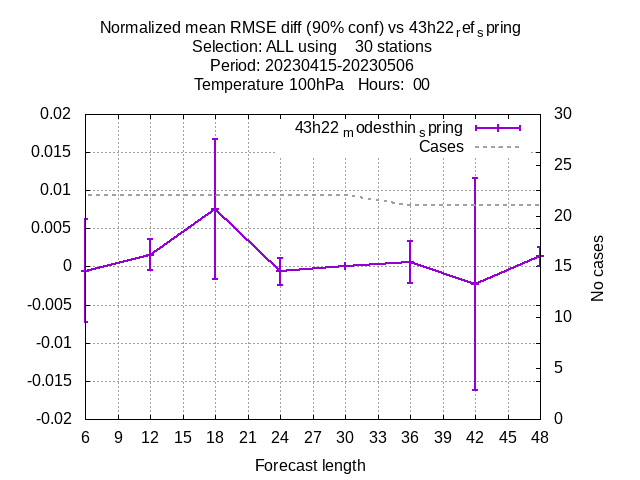 Normalized mean RMSE diff (90% conf) vs 43h22refspring
Selection: ALL using 30 stations
Period: 20230415-20230506
Temperature 100hPa Hours: 00
0.02
0.015
0.01
0.005
0
-0.005
-0.01
-0.015
-0.02
30
25
20
15
10
5
0
43h22modesthinspring
Cases
No cases
6 9 12 15 18 21 24 27 30 33 36 39 42 45 48
Forecast length